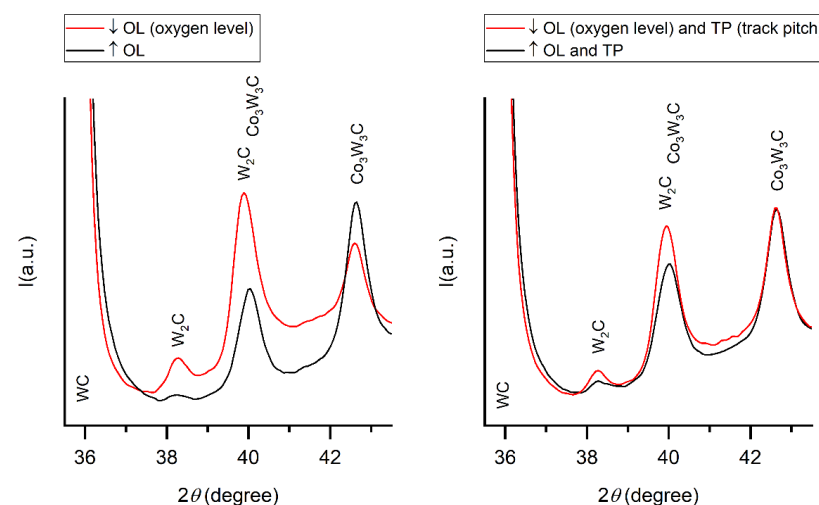 ↓ OL (oxygen level)
↑ OL
W₂C
Co₃W₃C
Co₃W₃C
W₂C
WC
I(a.u.)
36 38 40 42
2θ (degree)
↓ OL (oxygen level) and TP (track pitch
↑ OL and TP
W₂C
Co₃W₃C
Co₃W₃C
W₂C
WC
I(a.u.)
36 38 40 42
2θ (degree)